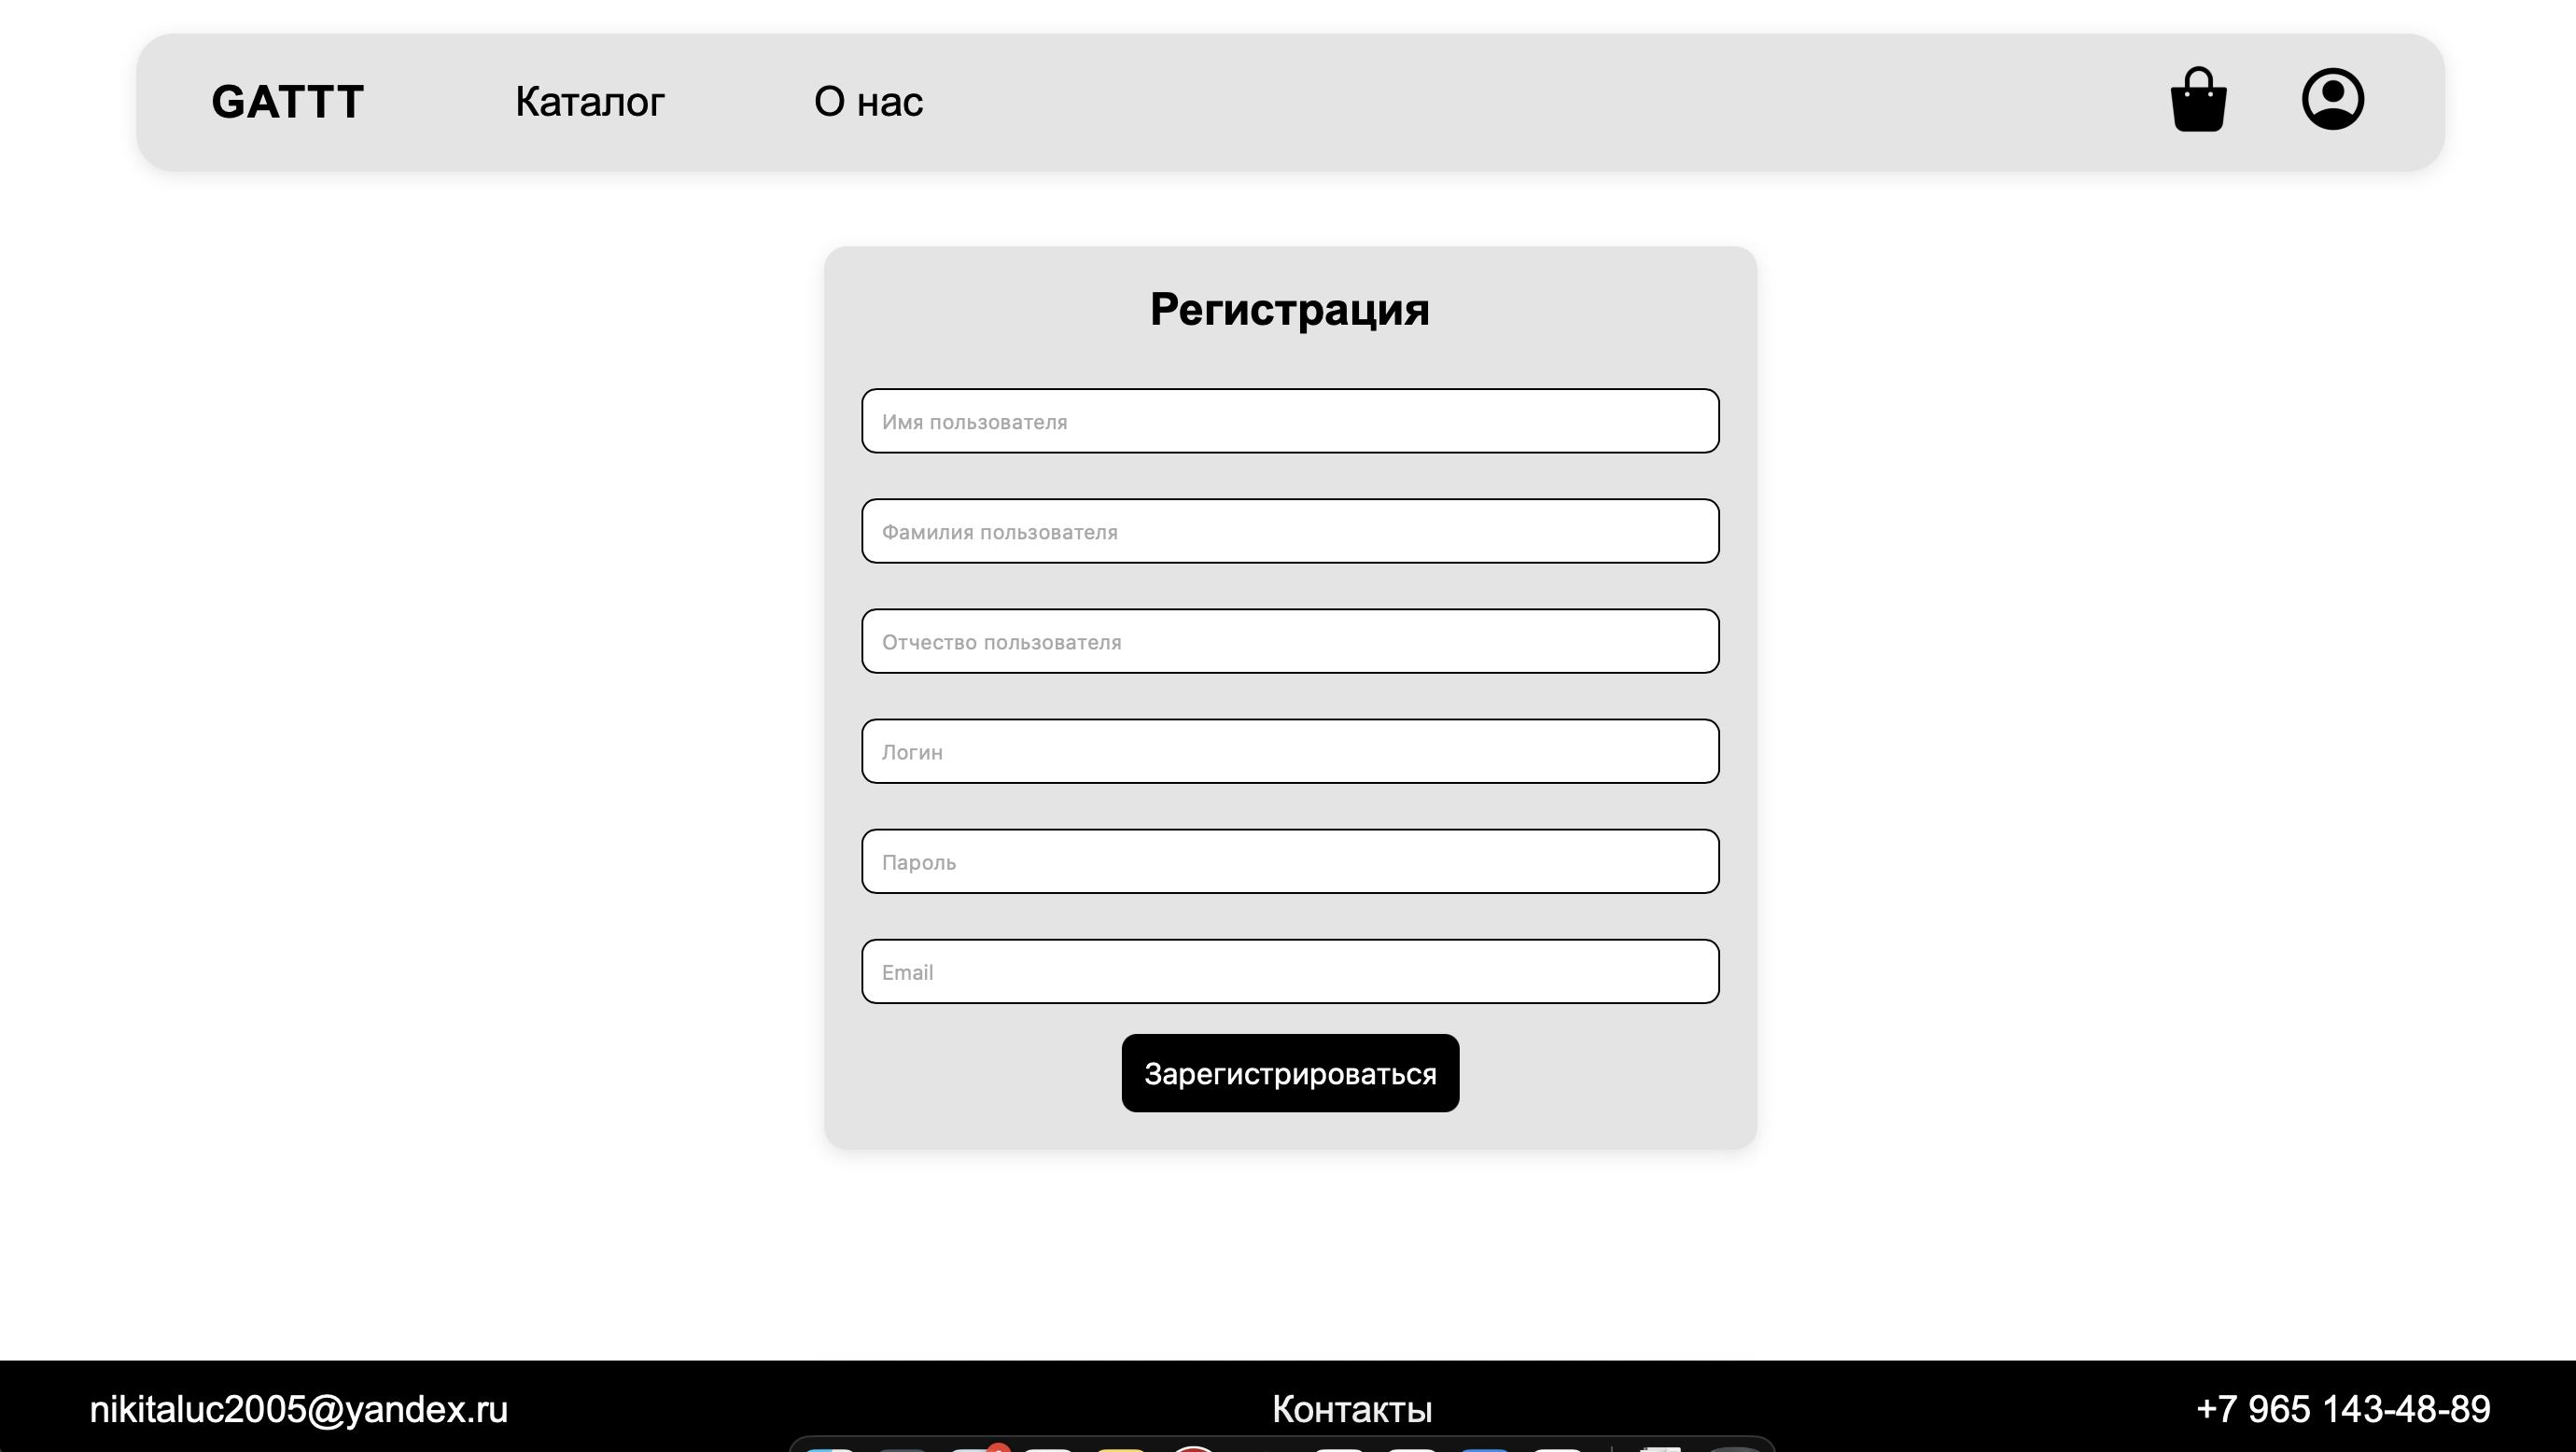 GATTT Каталог О нас
Регистрация
Имя пользователя
Фамилия пользователя
Отчество пользователя
Логин
Пароль
Email
Зарегистрироваться
nikitaluc2005@yandex.ru Контакты +7 965 143-48-89